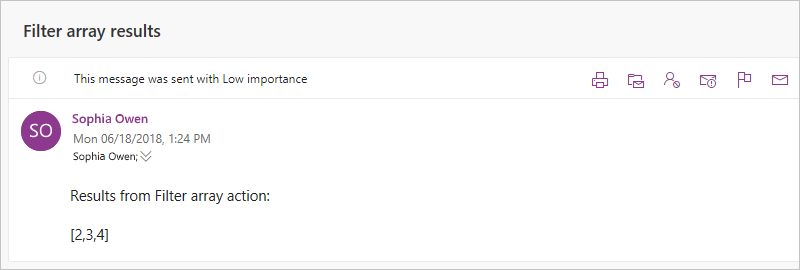 Filter array results
This message was sent with Low importance
SO
Sophia Owen
Mon 06/18/2018, 1:24 PM
Sophia Owen;
Results from Filter array action:
[2,3,4]